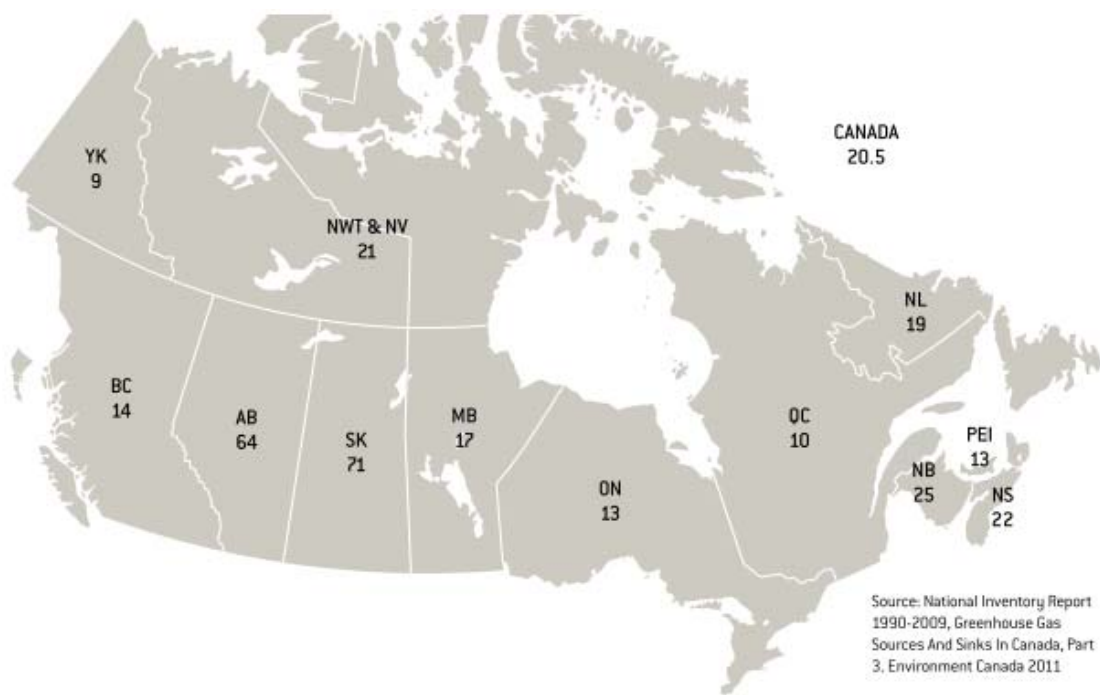 CANADA
20.5
YK
9
NWT & NV
21
NL
19
BC
14
AB
64
SK
71
MB
17
ON
13
QC
10
PEI
13
NB
25
NS
22
Source: National Inventory Report
1990-2009, Greenhouse Gas
Sources And Sinks In Canada, Part
3. Environment Canada 2011